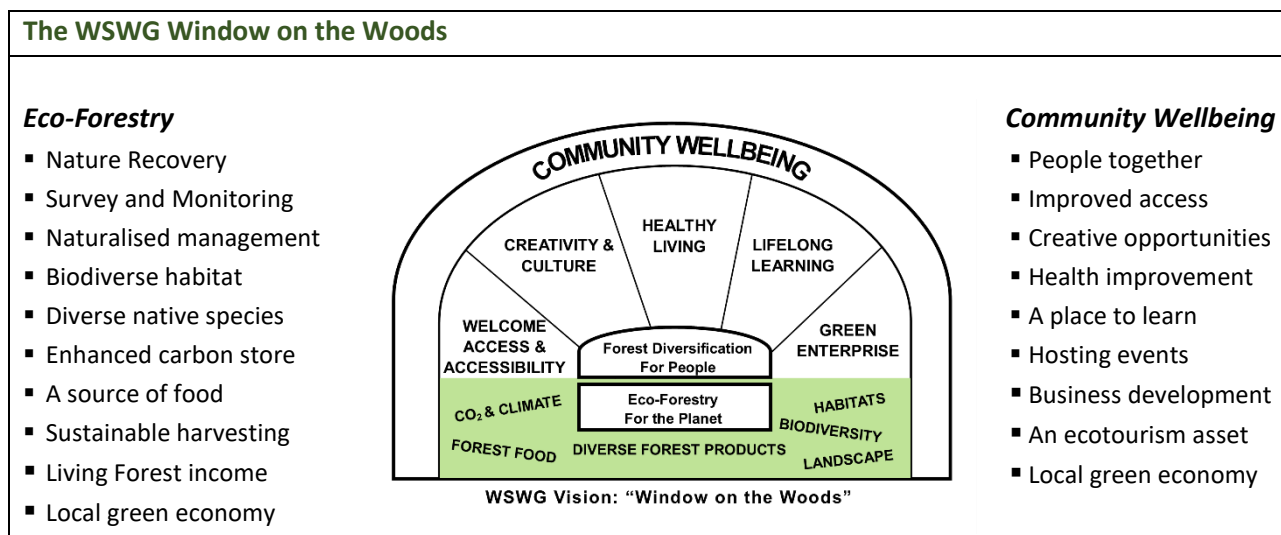 The WSWG Window on the Woods
Eco-Forestry
▪ Nature Recovery
▪ Survey and Monitoring
▪ Naturalised management
▪ Biodiverse habitat
▪ Diverse native species
▪ Enhanced carbon store
▪ A source of food
▪ Sustainable harvesting
▪ Living Forest income
▪ Local green economy
COMMUNITY WELLBEING
WELCOME
ACCESS &
ACCESSIBILITY
CREATIVITY &
CULTURE
HEALTHY
LIVING
LIFELONG
LEARNING
GREEN
ENTERPRISE
Forest Diversification
For People
Eco-Forestry
For the Planet
CO₂ & CLIMATE
FOREST FOOD
DIVERSE FOREST PRODUCTS
HABITATS
BIODIVERSITY
LANDSCAPE
WSWG Vision: “Window on the Woods”
Community Wellbeing
▪ People together
▪ Improved access
▪ Creative opportunities
▪ Health improvement
▪ A place to learn
▪ Hosting events
▪ Business development
▪ An ecotourism asset
▪ Local green economy